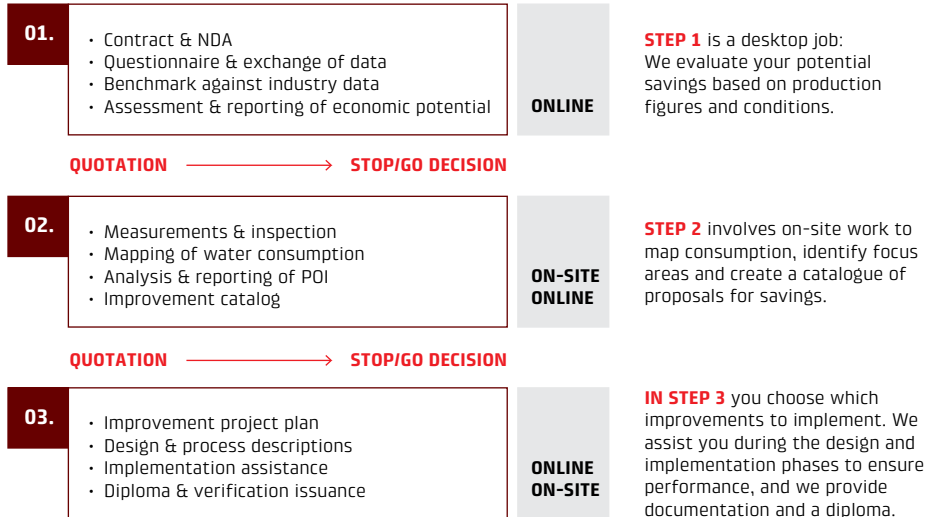 01.
• Contract & NDA
• Questionnaire & exchange of data
• Benchmark against industry data
• Assessment & reporting of economic potential
ONLINE
STEP 1 is a desktop job:
We evaluate your potential
savings based on production
figures and conditions.
QUOTATION → STOP/GO DECISION
02.
• Measurements & inspection
• Mapping of water consumption
• Analysis & reporting of POI
• Improvement catalog
ON-SITE
ONLINE
STEP 2 involves on-site work to
map consumption, identify focus
areas and create a catalogue of
proposals for savings.
QUOTATION → STOP/GO DECISION
03.
• Improvement project plan
• Design & process descriptions
• Implementation assistance
• Diploma & verification issuance
ONLINE
ON-SITE
IN STEP 3 you choose which
improvements to implement. We
assist you during the design and
implementation phases to ensure
performance, and we provide
documentation and a diploma.